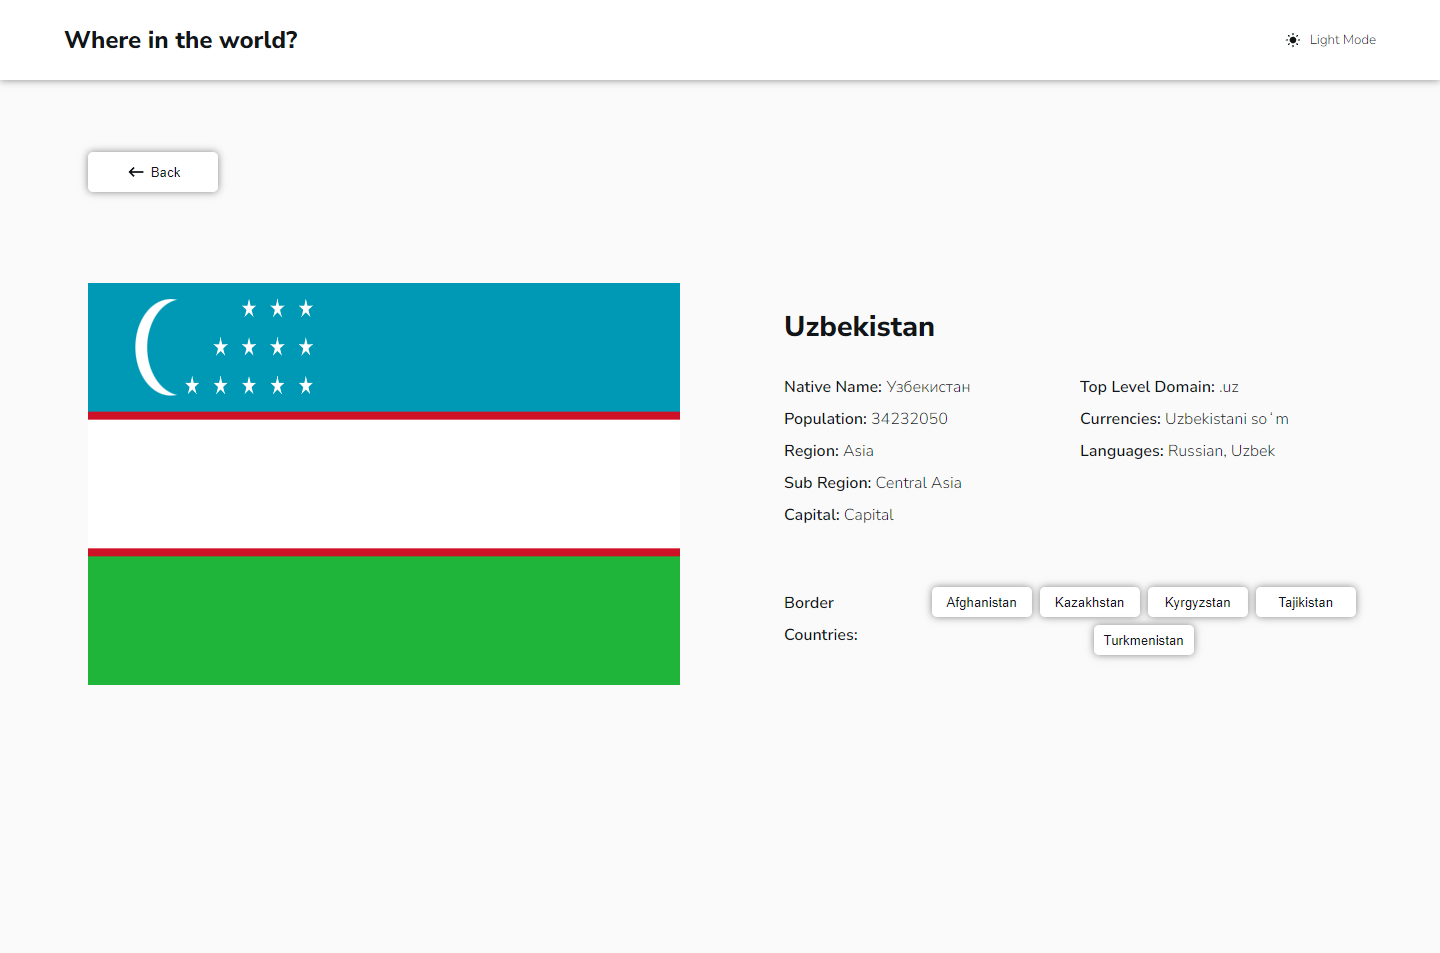 Where in the world?
Light Mode
Back
Uzbekistan
Native Name: Узбекистан
Population: 34232050
Region: Asia
Sub Region: Central Asia
Capital: Capital
Top Level Domain: .uz
Currencies: Uzbekistani soʻm
Languages: Russian, Uzbek
Border
Countries:
Afghanistan Kazakhstan Kyrgyzstan Tajikistan
Turkmenistan